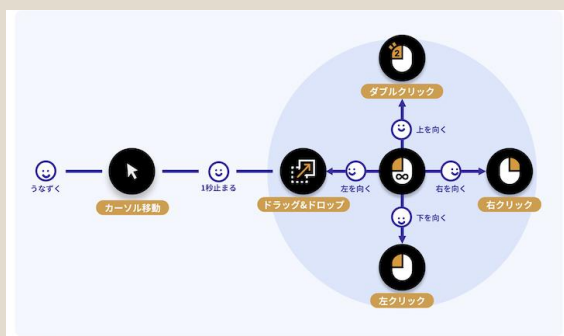 2
ダブルクリック
上を向く
うなずく
カーソル移動
1秒止まる
ドラッグ&ドロップ
左を向く
∞
右を向く
右クリック
下を向く
左クリック